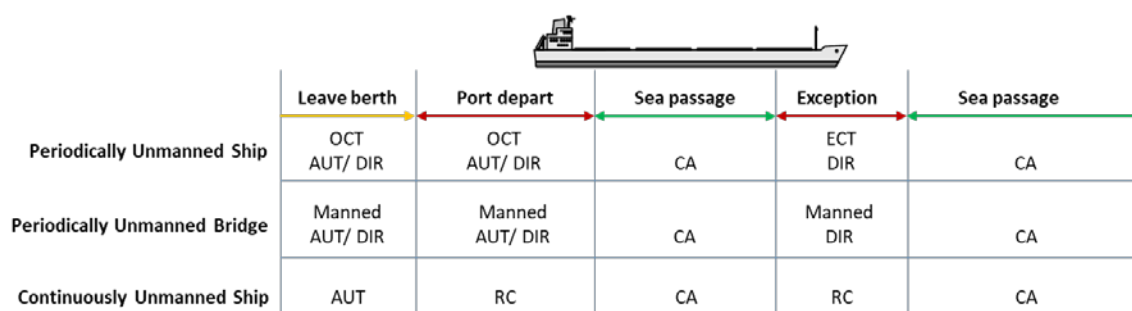 Leave berth Port depart Sea passage Exception Sea passage
Periodically Unmanned Ship OCT AUT/ DIR OCT AUT/ DIR CA ECT DIR CA
Periodically Unmanned Bridge Manned AUT/ DIR Manned AUT/ DIR CA Manned DIR CA
Continuously Unmanned Ship AUT RC CA RC CA